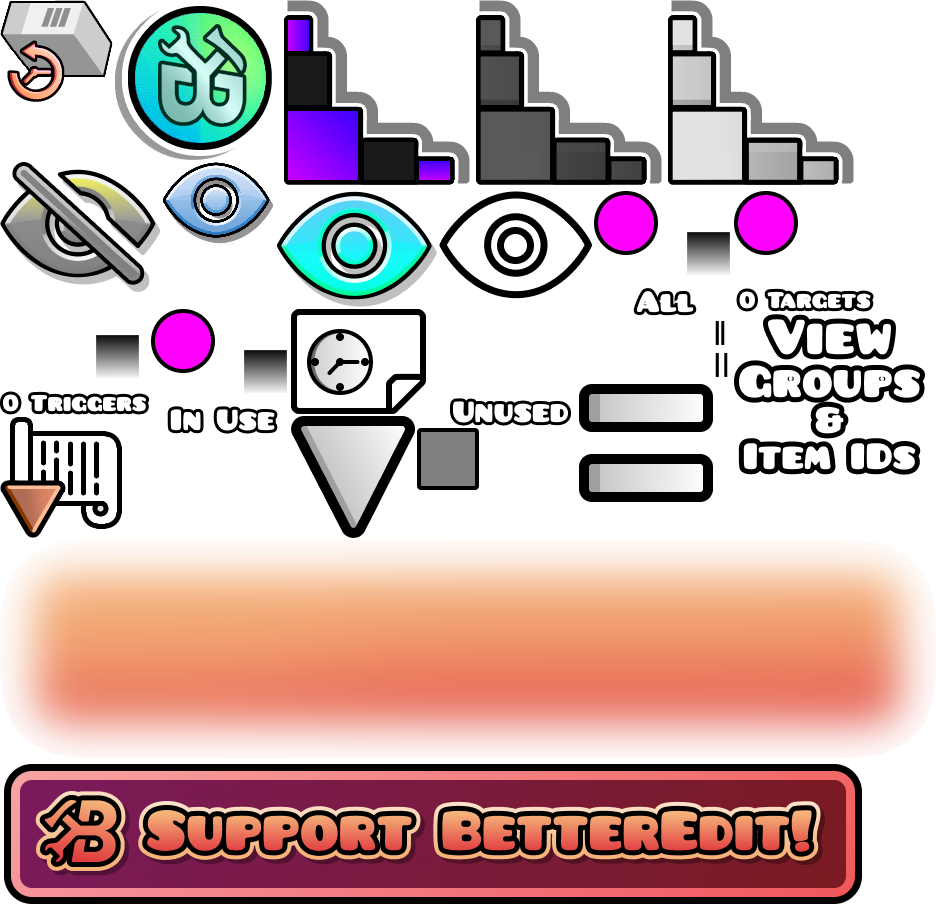 All
0 Targets
View
Groups
&
Item IDs
0 Triggers
In Use
Unused
B Support BetterEdit!